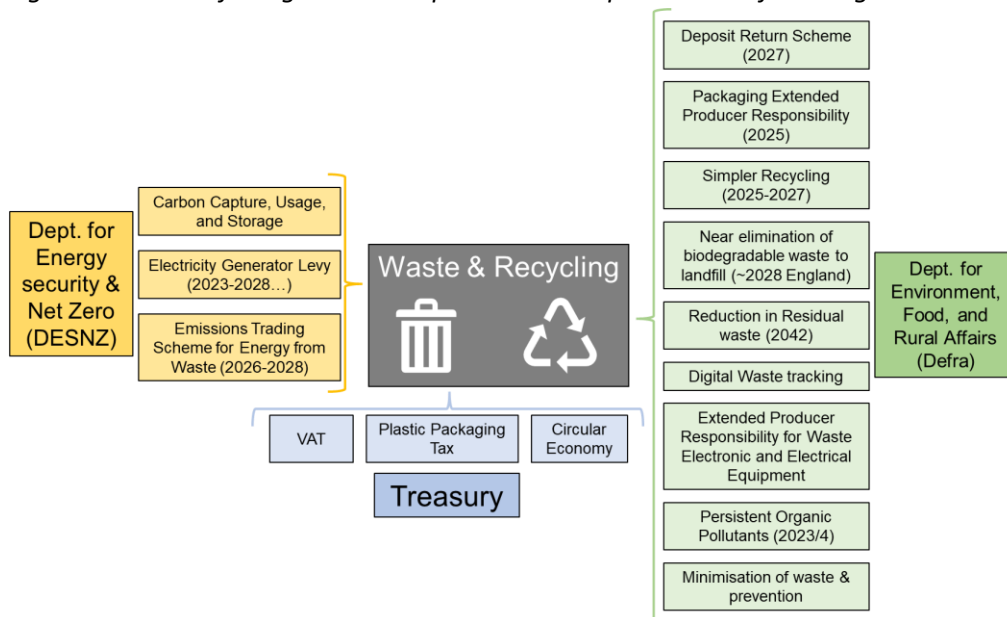 Dept. for
Energy
security &
Net Zero
(DESNZ)
Carbon Capture, Usage,
and Storage
Electricity Generator Levy
(2023-2028...)
Emissions Trading
Scheme for Energy from
Waste (2026-2028)
Waste & Recycling
VAT
Plastic Packaging
Tax
Circular
Economy
Treasury
Deposit Return Scheme
(2027)
Packaging Extended
Producer Responsibility
(2025)
Simpler Recycling
(2025-2027)
Near elimination of
biodegradable waste to
landfill (~2028 England)
Reduction in Residual
waste (2042)
Digital Waste tracking
Extended Producer
Responsibility for Waste
Electronic and Electrical
Equipment
Persistent Organic
Pollutants (2023/4)
Minimisation of waste &
prevention
Dept. for
Environment,
Food, and
Rural Affairs
(Defra)